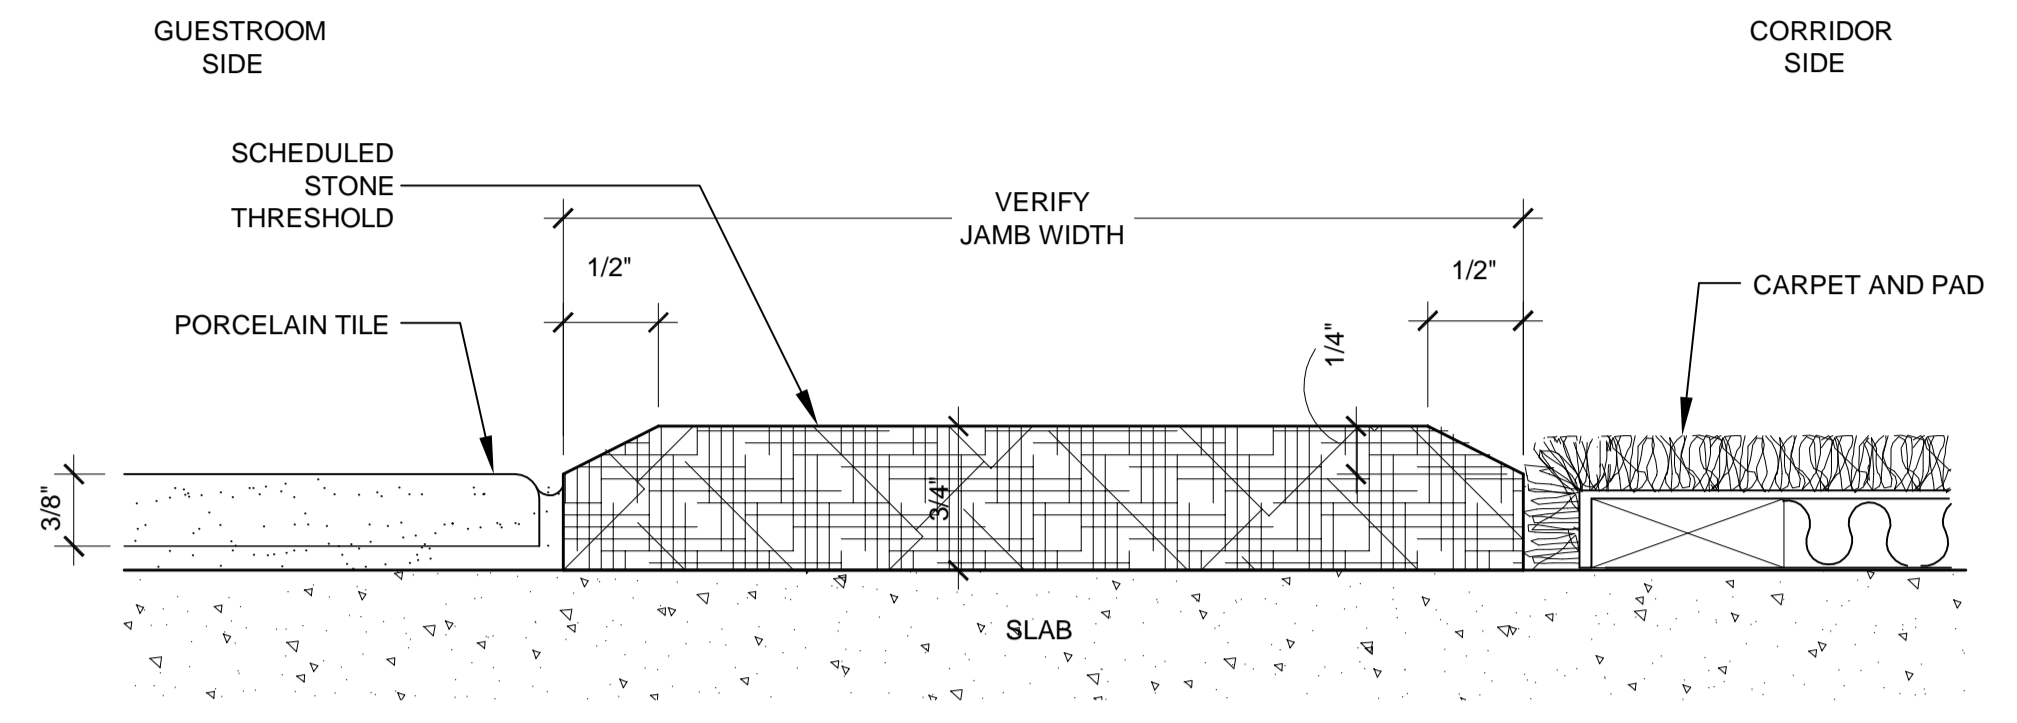 GUESTROOM
SIDE
CORRIDOR
SIDE
SCHEDULED
STONE
THRESHOLD
VERIFY
JAMB WIDTH
1/2"
1/2"
CARPET AND PAD
PORCELAIN TILE
1/4"
3/8"
3/4"
SLAB